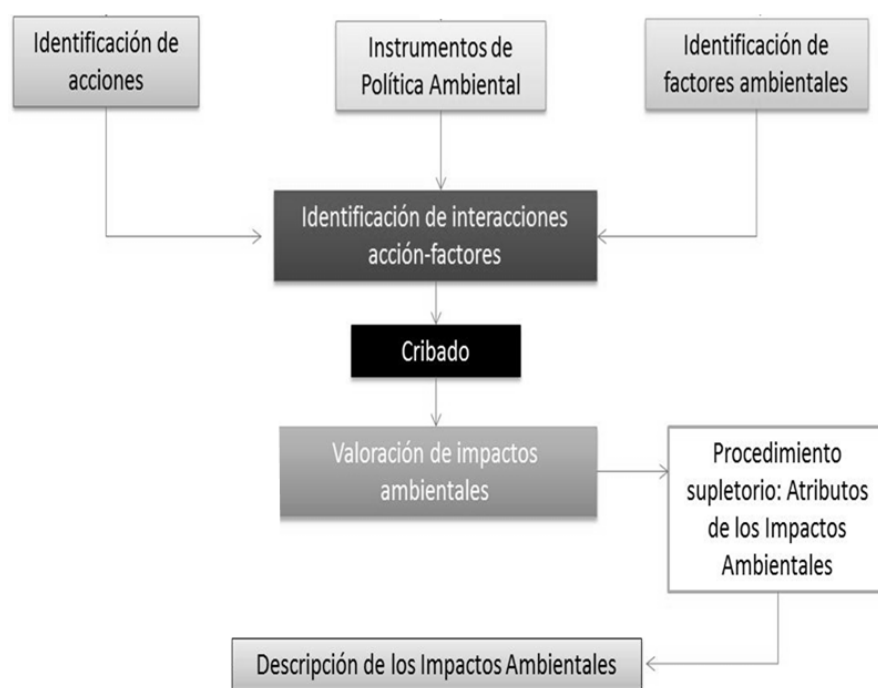 Identificación de
acciones
Instrumentos de
Política Ambiental
Identificación de
factores ambientales
Identificación de interacciones
acción-factores
Cribado
Valoración de impactos
ambientales
Procedimiento
supletorio: Atributos
de los Impactos
Ambientales
Descripción de los Impactos Ambientales